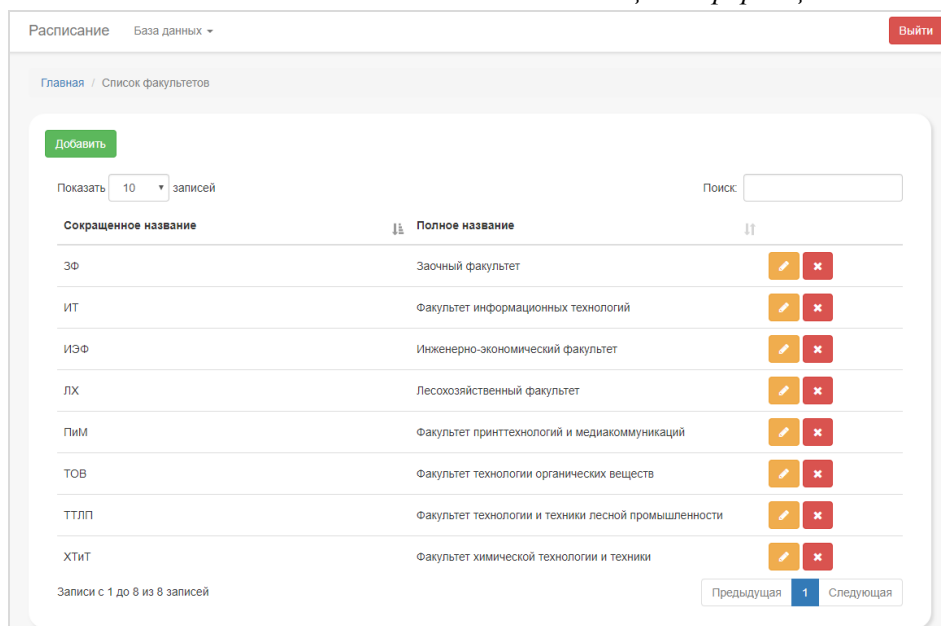 Расписание База данных Выйти
Главная / Список факультетов
Добавить
Показать 10 записей Поиск:
Сокращенное название Полное название
ЗФ Заочный факультет
ИТ Факультет информационных технологий
ИЭФ Инженерно-экономический факультет
ЛХ Лесохозяйственный факультет
ПиМ Факультет принттехнологий и медиакоммуникаций
ТОВ Факультет технологии органических веществ
ТТЛП Факультет технологии и техники лесной промышленности
ХТиТ Факультет химической технологии и техники
Записи с 1 до 8 из 8 записей Предыдущая 1 Следующая